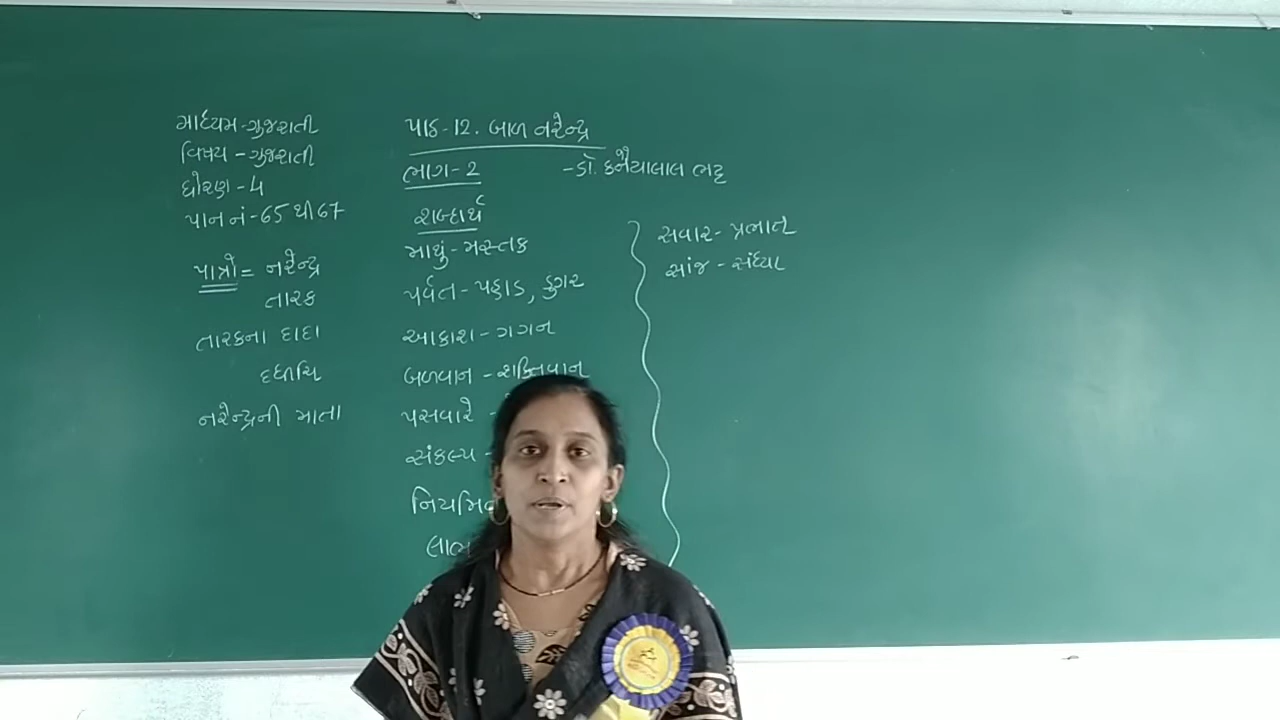 માધ્યમ-ગુજરાતી
વિષય - ગુજરાતી
ધોરણ - 4
પાન નં - 65 થી 67
પાત્રો = નરેન્દ્ર
તારક
તારકના દાદા
દધીચિ
નરેન્દ્રની માતા
પાઠ-12. બાળ નરેન્દ્ર
ભાગ-2
-ડૉ. કનૈયાલાલ ભટ્ટ
શબ્દાર્થ
માથું - મસ્તક
પર્વત - પહાડ, ડુંગર
આકાશ - ગગન
બળવાન - શક્તિવાન
પસવારે -
સંકલ્પ -
સવાર - પ્રભાત
સાંજ - સંધ્યા